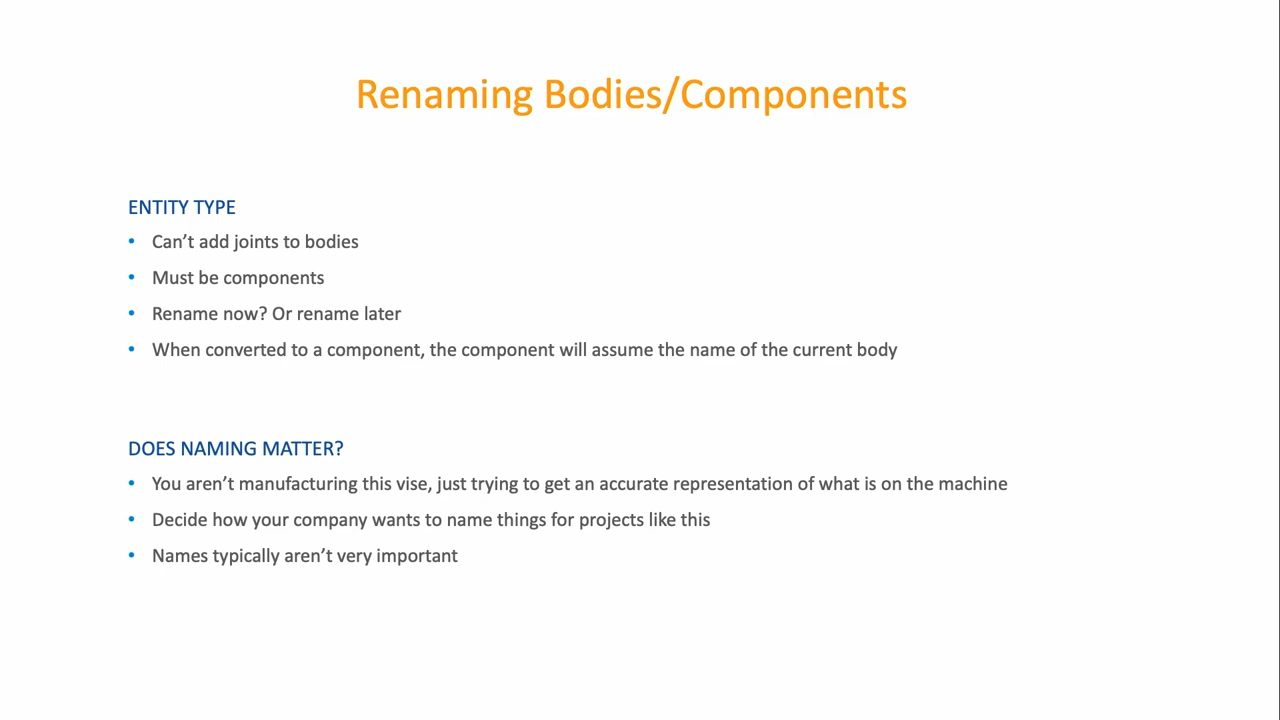 Renaming Bodies/Components
ENTITY TYPE
• Can’t add joints to bodies
• Must be components
• Rename now? Or rename later
• When converted to a component, the component will assume the name of the current body
DOES NAMING MATTER?
• You aren’t manufacturing this vise, just trying to get an accurate representation of what is on the machine
• Decide how your company wants to name things for projects like this
• Names typically aren’t very important